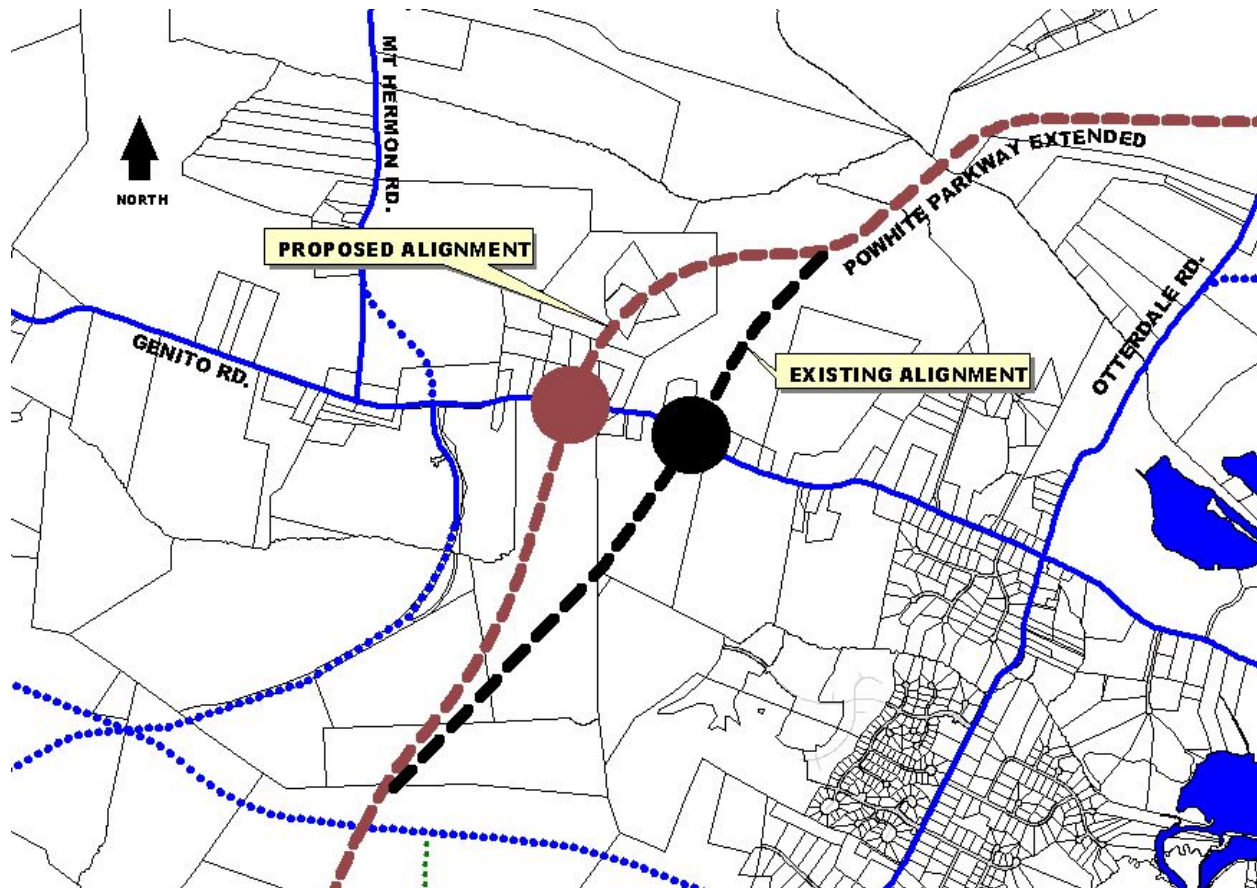 MT HERMON RD.
NORTH
POWHITE PARKWAY EXTENDED
PROPOSED ALIGNMENT
OTTERDALE RD.
GENITO RD.
EXISTING ALIGNMENT